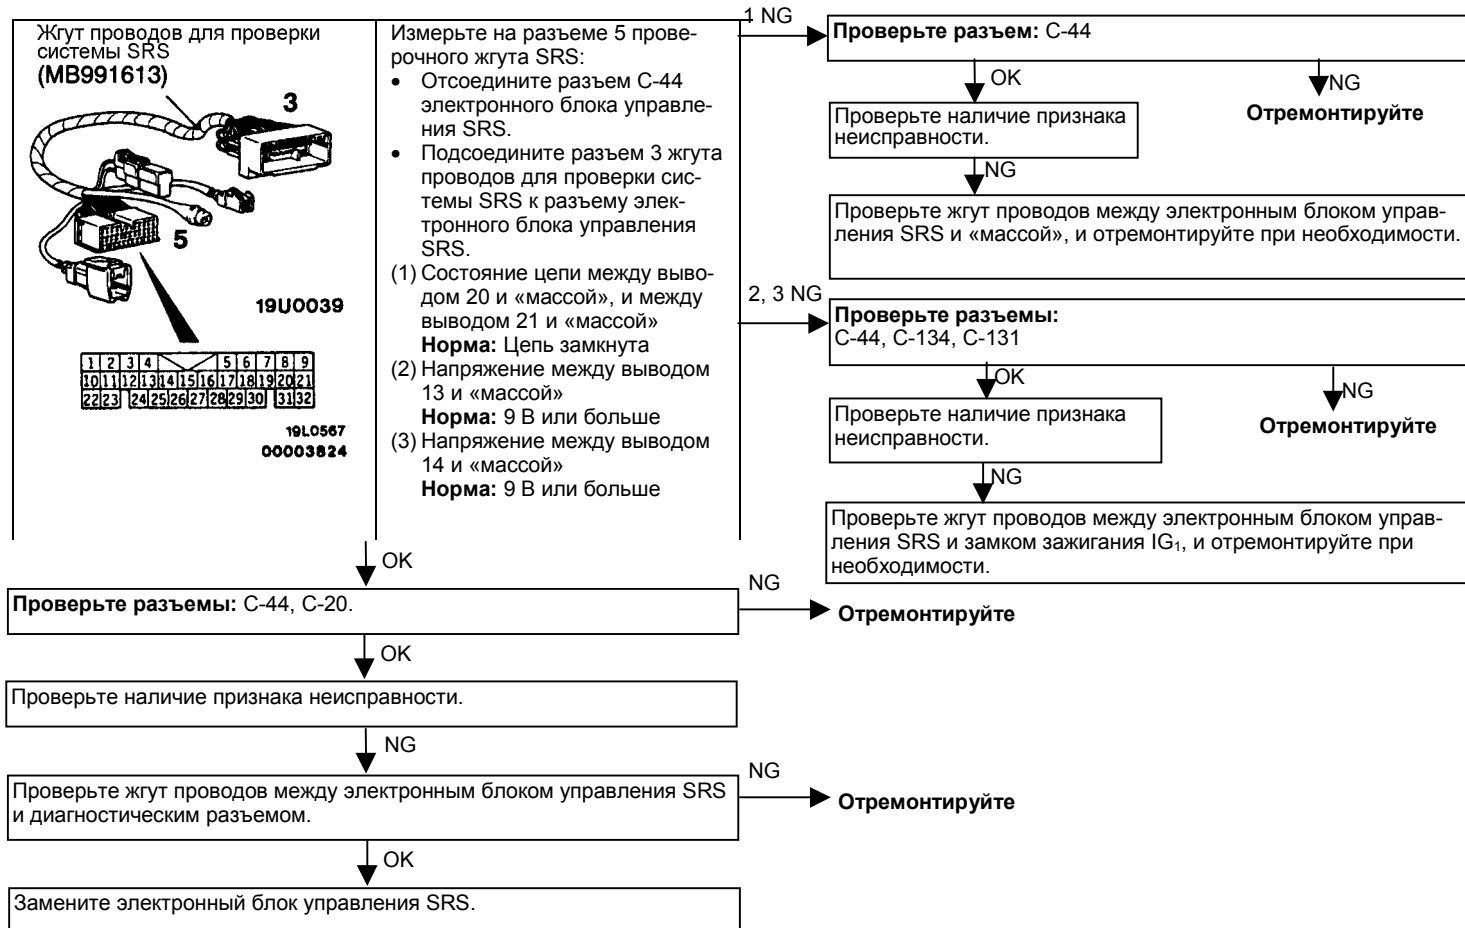 Жгут проводов для проверки
системы SRS
(MB991613)
3
5
19U0039
1 2 3 4 5 6 7 8 9
10 11 12 13 14 15 16 17 18 19 20 21
22 23 24 25 26 27 28 29 30 31 32
19L0567
00003824
Измерьте на разъеме 5 прове-
рочного жгута SRS:
• Отсоедините разъем С-44
электронного блока управле-
ния SRS.
• Подсоедините разъем 3 жгута
проводов для проверки сис-
темы SRS к разъему элек-
тронного блока управления
SRS.
(1) Состояние цепи между выво-
дом 20 и «массой», и между
выводом 21 и «массой»
Норма: Цепь замкнута
(2) Напряжение между выводом
13 и «массой»
Норма: 9 В или больше
(3) Напряжение между выводом
14 и «массой»
Норма: 9 В или больше
1 NG
Проверьте разъем: С-44
OK
NG
Проверьте наличие признака
неисправности.
Отремонтируйте
NG
Проверьте жгут проводов между электронным блоком управ-
ления SRS и «массой», и отремонтируйте при необходимости.
2, 3 NG
Проверьте разъемы:
С-44, С-134, С-131
OK
NG
Проверьте наличие признака
неисправности.
Отремонтируйте
NG
Проверьте жгут проводов между электронным блоком управ-
ления SRS и замком зажигания IG₁, и отремонтируйте при
необходимости.
OK
Проверьте разъемы: С-44, С-20.
NG
Отремонтируйте
OK
Проверьте наличие признака неисправности.
NG
Проверьте жгут проводов между электронным блоком управления SRS
и диагностическим разъемом.
NG
Отремонтируйте
OK
Замените электронный блок управления SRS.